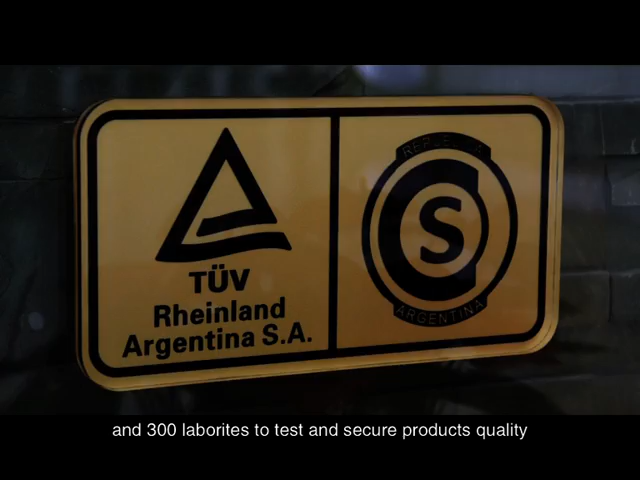 TÜV
Rheinland
Argentina S.A.
S
ARGENTINA
and 300 laborites to test and secure products quality